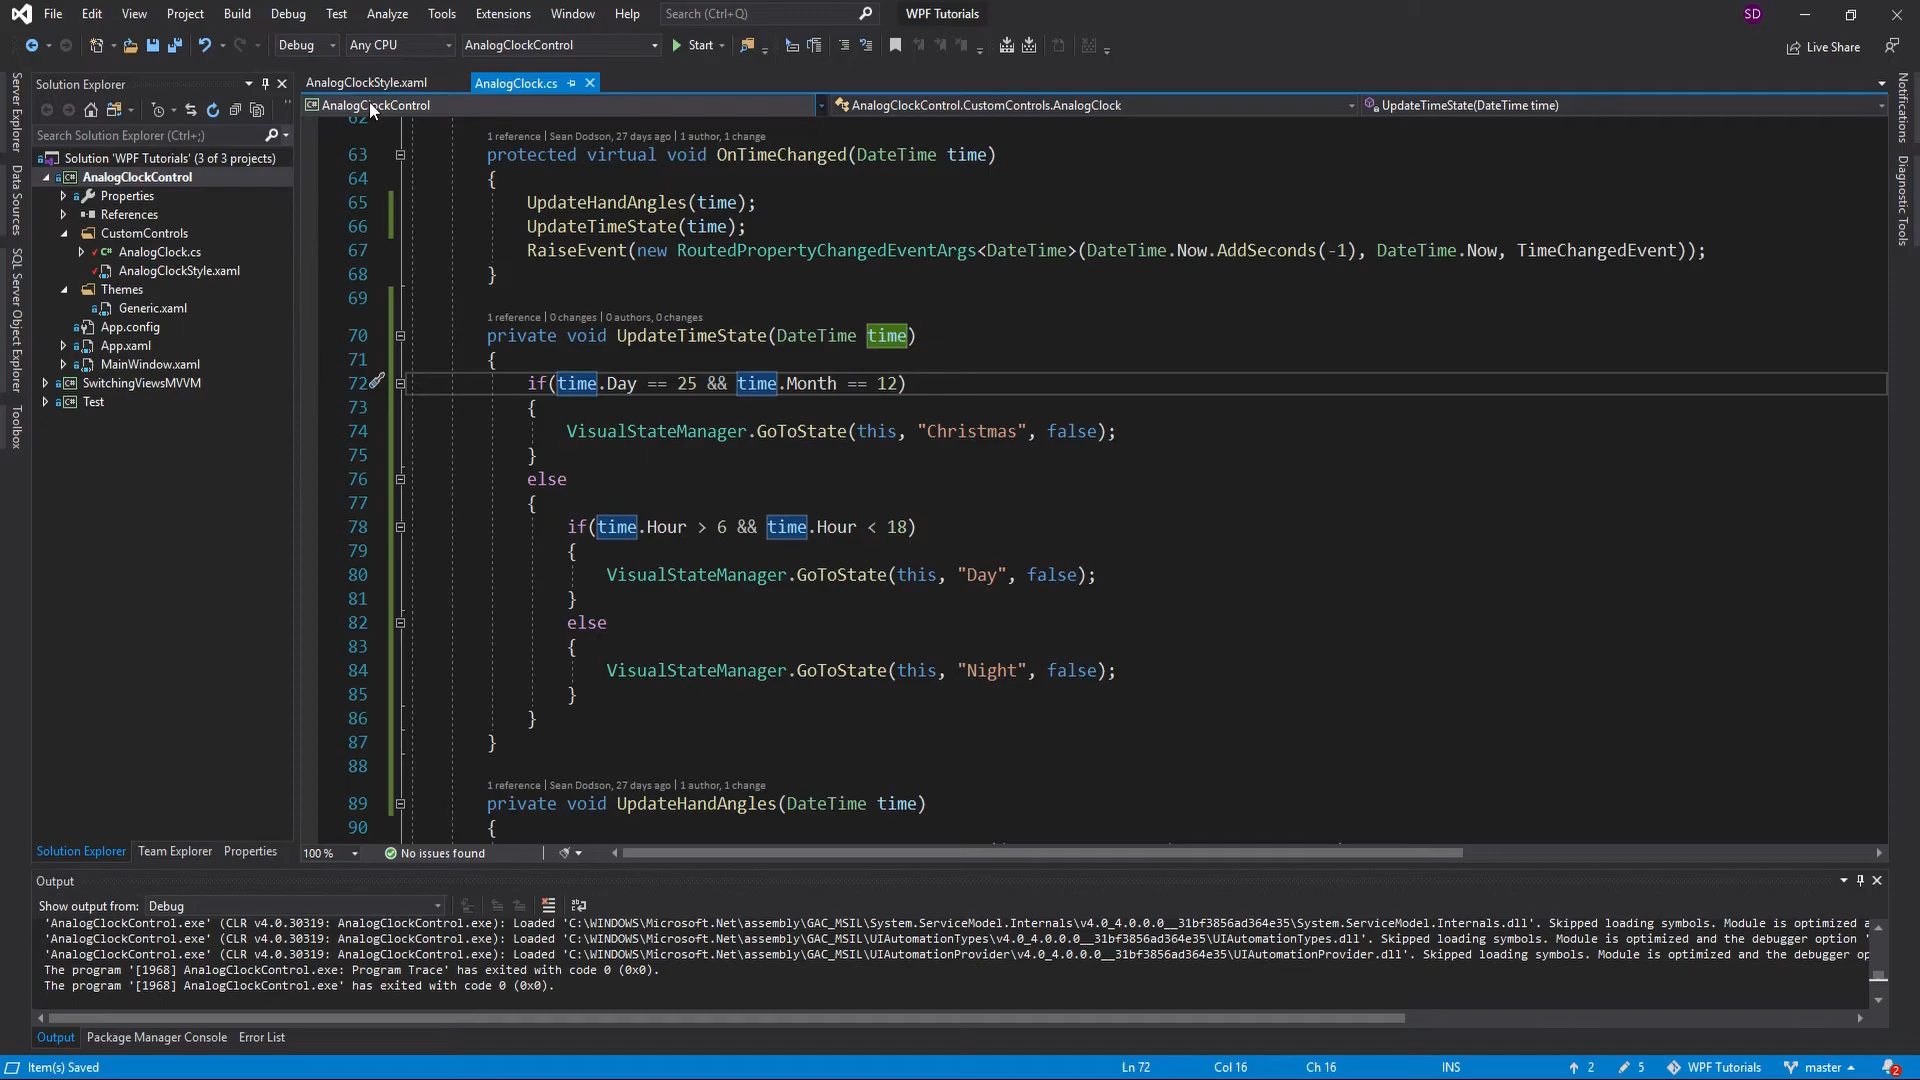 File Edit View Project Build Debug Test Analyze Tools Extensions Window Help Search (Ctrl+Q) WPF Tutorials SD
Debug Any CPU AnalogClockControl Start Live Share
Solution Explorer
AnalogClockStyle.xaml AnalogClock.cs
AnalogClockControl AnalogClockControl.CustomControls.AnalogClock UpdateTimeState(DateTime time)
Search Solution Explorer (Ctrl+;)
Solution 'WPF Tutorials' (3 of 3 projects)
AnalogClockControl
Properties
References
CustomControls
AnalogClock.cs
AnalogClockStyle.xaml
Themes
Generic.xaml
App.config
App.xaml
MainWindow.xaml
SwitchingViewsMVVM
Test
Server Explorer
Data Sources
SQL Server Object Explorer
Toolbox
Notifications
Diagnostic Tools
62
1 reference | Sean Dodson, 27 days ago | 1 author, 1 change
63 protected virtual void OnTimeChanged(DateTime time)
64 {
65 UpdateHandAngles(time);
66 UpdateTimeState(time);
67 RaiseEvent(new RoutedPropertyChangedEventArgs<DateTime>(DateTime.Now.AddSeconds(-1), DateTime.Now, TimeChangedEvent));
68 }
69
1 reference | 0 changes | 0 authors, 0 changes
70 private void UpdateTimeState(DateTime time)
71 {
72 if(time.Day == 25 && time.Month == 12)
73 {
74 VisualStateManager.GoToState(this, "Christmas", false);
75 }
76 else
77 {
78 if(time.Hour > 6 && time.Hour < 18)
79 {
80 VisualStateManager.GoToState(this, "Day", false);
81 }
82 else
83 {
84 VisualStateManager.GoToState(this, "Night", false);
85 }
86 }
87 }
88
1 reference | Sean Dodson, 27 days ago | 1 author, 1 change
89 private void UpdateHandAngles(DateTime time)
90 {
Solution Explorer Team Explorer Properties
100 % No issues found
Output
Show output from: Debug
'AnalogClockControl.exe' (CLR v4.0.30319: AnalogClockControl.exe): Loaded 'C:\WINDOWS\Microsoft.Net\assembly\GAC_MSIL\System.ServiceModel.Internals\v4.0_4.0.0.0__31bf3856ad364e35\System.ServiceModel.Internals.dll'. Skipped loading symbols. Module is optimized a
'AnalogClockControl.exe' (CLR v4.0.30319: AnalogClockControl.exe): Loaded 'C:\WINDOWS\Microsoft.Net\assembly\GAC_MSIL\UIAutomationTypes\v4.0_4.0.0.0__31bf3856ad364e35\UIAutomationTypes.dll'. Skipped loading symbols. Module is optimized and the debugger option '
'AnalogClockControl.exe' (CLR v4.0.30319: AnalogClockControl.exe): Loaded 'C:\WINDOWS\Microsoft.Net\assembly\GAC_MSIL\UIAutomationProvider\v4.0_4.0.0.0__31bf3856ad364e35\UIAutomationProvider.dll'. Skipped loading symbols. Module is optimized and the debugger op
The program '[1968] AnalogClockControl.exe: Program Trace' has exited with code 0 (0x0).
The program '[1968] AnalogClockControl.exe' has exited with code 0 (0x0).
Output Package Manager Console Error List
Item(s) Saved Ln 72 Col 16 Ch 16 INS 2 5 WPF Tutorials master 2